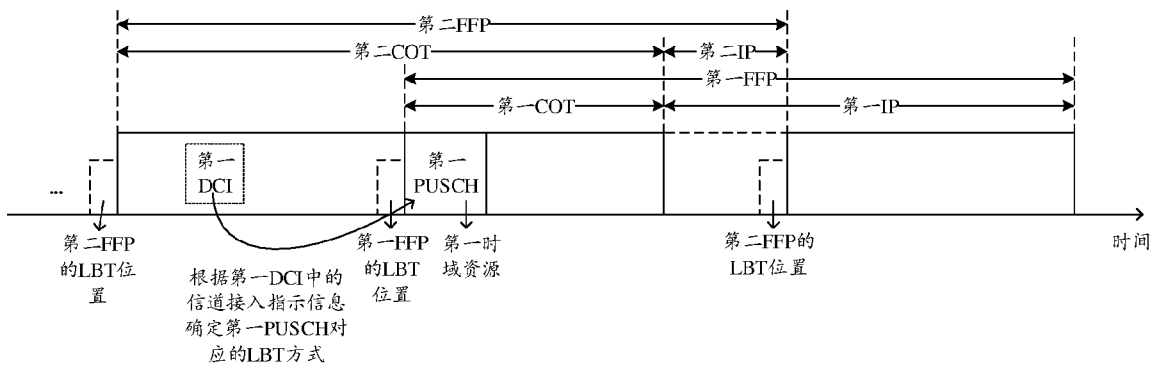 第二FFP
第二COT
第二IP
第一FFP
第一COT
第一IP
第一
DCI
第一
PUSCH
...
第二FFP
的LBT位
置
第一FFP
的LBT
位置
第一时
域资源
第二FFP的
LBT位置
时间
根据第一DCI中的
信道接入指示信息
确定第一PUSCH对
应的LBT方式